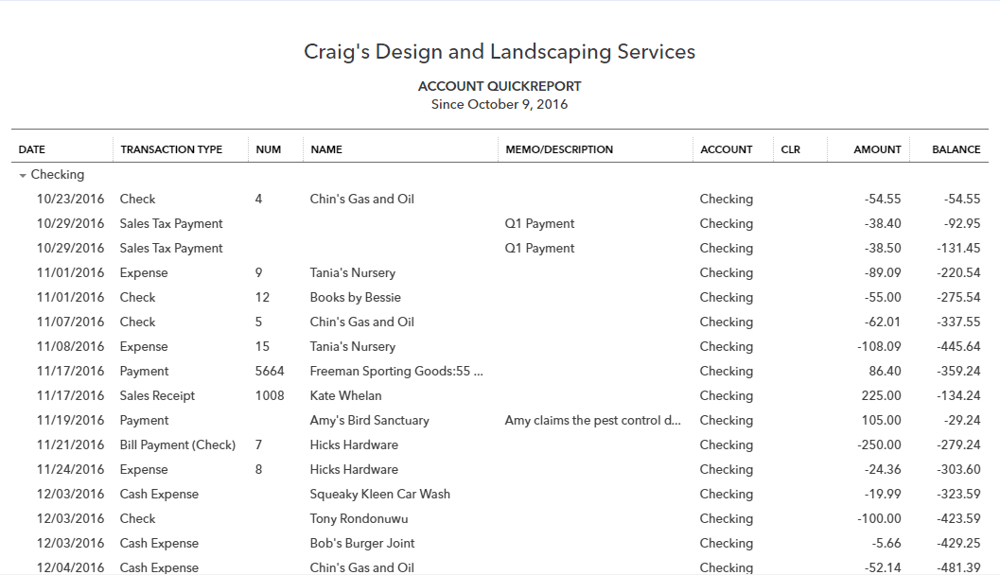 Craig's Design and Landscaping Services
ACCOUNT QUICKREPORT
Since October 9, 2016
DATE TRANSACTION TYPE NUM NAME MEMO/DESCRIPTION ACCOUNT CLR AMOUNT BALANCE
Checking
10/23/2016 Check 4 Chin's Gas and Oil Checking -54.55 -54.55
10/29/2016 Sales Tax Payment Q1 Payment Checking -38.40 -92.95
10/29/2016 Sales Tax Payment Q1 Payment Checking -38.50 -131.45
11/01/2016 Expense 9 Tania's Nursery Checking -89.09 -220.54
11/01/2016 Check 12 Books by Bessie Checking -55.00 -275.54
11/07/2016 Check 5 Chin's Gas and Oil Checking -62.01 -337.55
11/08/2016 Expense 15 Tania's Nursery Checking -108.09 -445.64
11/17/2016 Payment 5664 Freeman Sporting Goods:55 ... Checking 86.40 -359.24
11/17/2016 Sales Receipt 1008 Kate Whelan Checking 225.00 -134.24
11/19/2016 Payment Amy's Bird Sanctuary Amy claims the pest control d... Checking 105.00 -29.24
11/21/2016 Bill Payment (Check) 7 Hicks Hardware Checking -250.00 -279.24
11/24/2016 Expense 8 Hicks Hardware Checking -24.36 -303.60
12/03/2016 Cash Expense Squeaky Kleen Car Wash Checking -19.99 -323.59
12/03/2016 Check Tony Rondonuwu Checking -100.00 -423.59
12/03/2016 Cash Expense Bob's Burger Joint Checking -5.66 -429.25
12/04/2016 Cash Expense Chin's Gas and Oil Checking -52.14 -481.39